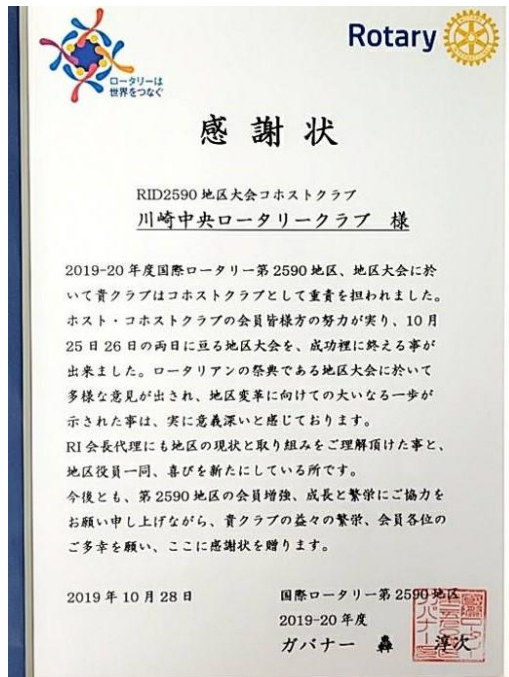 ロータリーは
世界をつなぐ
Rotary
感謝状
RID2590 地区大会コホストクラブ
川崎中央ロータリークラブ 様
2019-20 年度国際ロータリー第 2590 地区、地区大会に於
いて貴クラブはコホストクラブとして重責を担われました。
ホスト・コホストクラブの会員皆様方の努力が実り、10 月
25 日 26 日の両日に亘る地区大会を、成功裡に終える事が
出来ました。ロータリアンの祭典である地区大会に於いて
多様な意見が出され、地区変革に向けての大いなる一歩が
示された事は、実に意義深いと感じております。
RI 会長代理にも地区の現状と取り組みをご理解頂けた事と、
地区役員一同、喜びを新たにしている所です。
今後とも、第 2590 地区の会員増強、成長と繁栄にご協力を
お願い申し上げながら、貴クラブの益々の繁栄、会員各位の
ご多幸を願い、ここに感謝状を贈ります。
2019 年 10 月 28 日
国際ロータリー第 2590 地区
2019-20 年度
ガバナー 轟 淳次